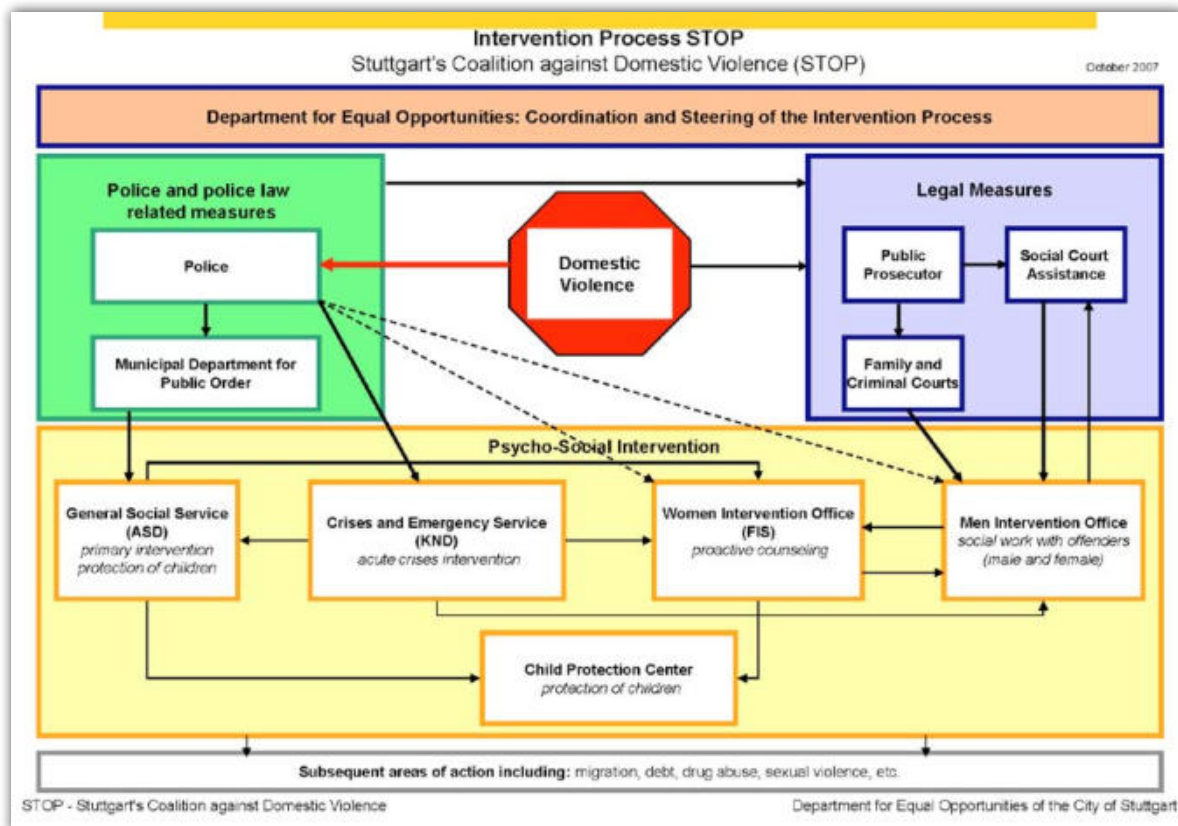 Intervention Process STOP
Stuttgart's Coalition against Domestic Violence (STOP)
October 2007
Department for Equal Opportunities: Coordination and Steering of the Intervention Process
Police and police law
related measures
Police
Municipal Department for
Public Order
Domestic
Violence
Legal Measures
Public
Prosecutor
Social Court
Assistance
Family and
Criminal Courts
Psycho-Social Intervention
General Social Service
(ASD)
primary intervention
protection of children
Crises and Emergency Service
(KND)
acute crises intervention
Women Intervention Office
(FIS)
proactive counseling
Men Intervention Office
social work with offenders
(male and female)
Child Protection Center
protection of children
Subsequent areas of action including: migration, debt, drug abuse, sexual violence, etc.
STOP - Stuttgart's Coalition against Domestic Violence
Department for Equal Opportunities of the City of Stuttgart